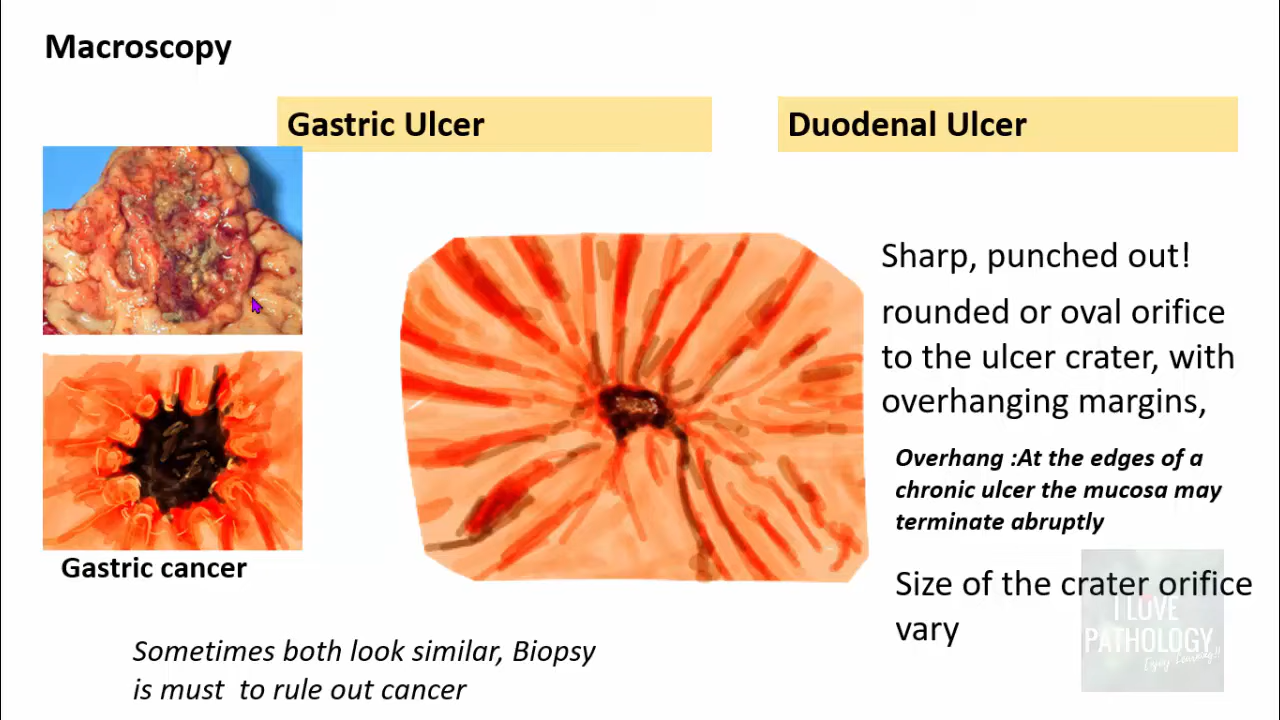 Macroscopy
Gastric Ulcer
Duodenal Ulcer
Sharp, punched out!
rounded or oval orifice
to the ulcer crater, with
overhanging margins,
Overhang :At the edges of a
chronic ulcer the mucosa may
terminate abruptly
Size of the crater orifice
vary
Gastric cancer
Sometimes both look similar, Biopsy
is must  to rule out cancer
I LOVE
PATHOLOGY
Enjoy Learning!!